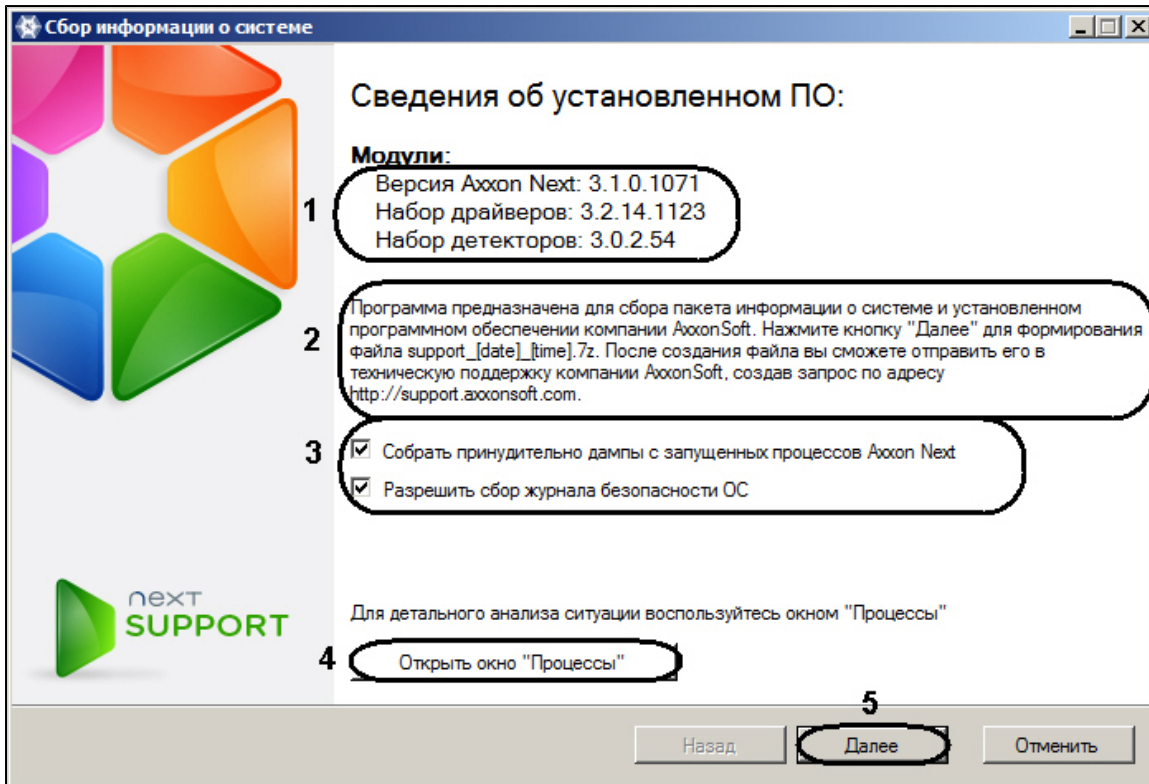 Сбор информации о системе
Сведения об установленном ПО:
Модули:
1
Версия Axxon Next: 3.1.0.1071
Набор драйверов: 3.2.14.1123
Набор детекторов: 3.0.2.54
2
Программа предназначена для сбора пакета информации о системе и установленном
программном обеспечении компании AxxonSoft. Нажмите кнопку "Далее" для формирования
файла support_[date]_[time].7z. После создания файла вы сможете отправить его в
техническую поддержку компании AxxonSoft, создав запрос по адресу
http://support.axxonsoft.com.
3
Собрать принудительно дампы с запущенных процессов Axxon Next
Разрешить сбор журнала безопасности ОС
next
SUPPORT
Для детального анализа ситуации воспользуйтесь окном "Процессы"
4
Открыть окно "Процессы"
5
Назад
Далее
Отменить